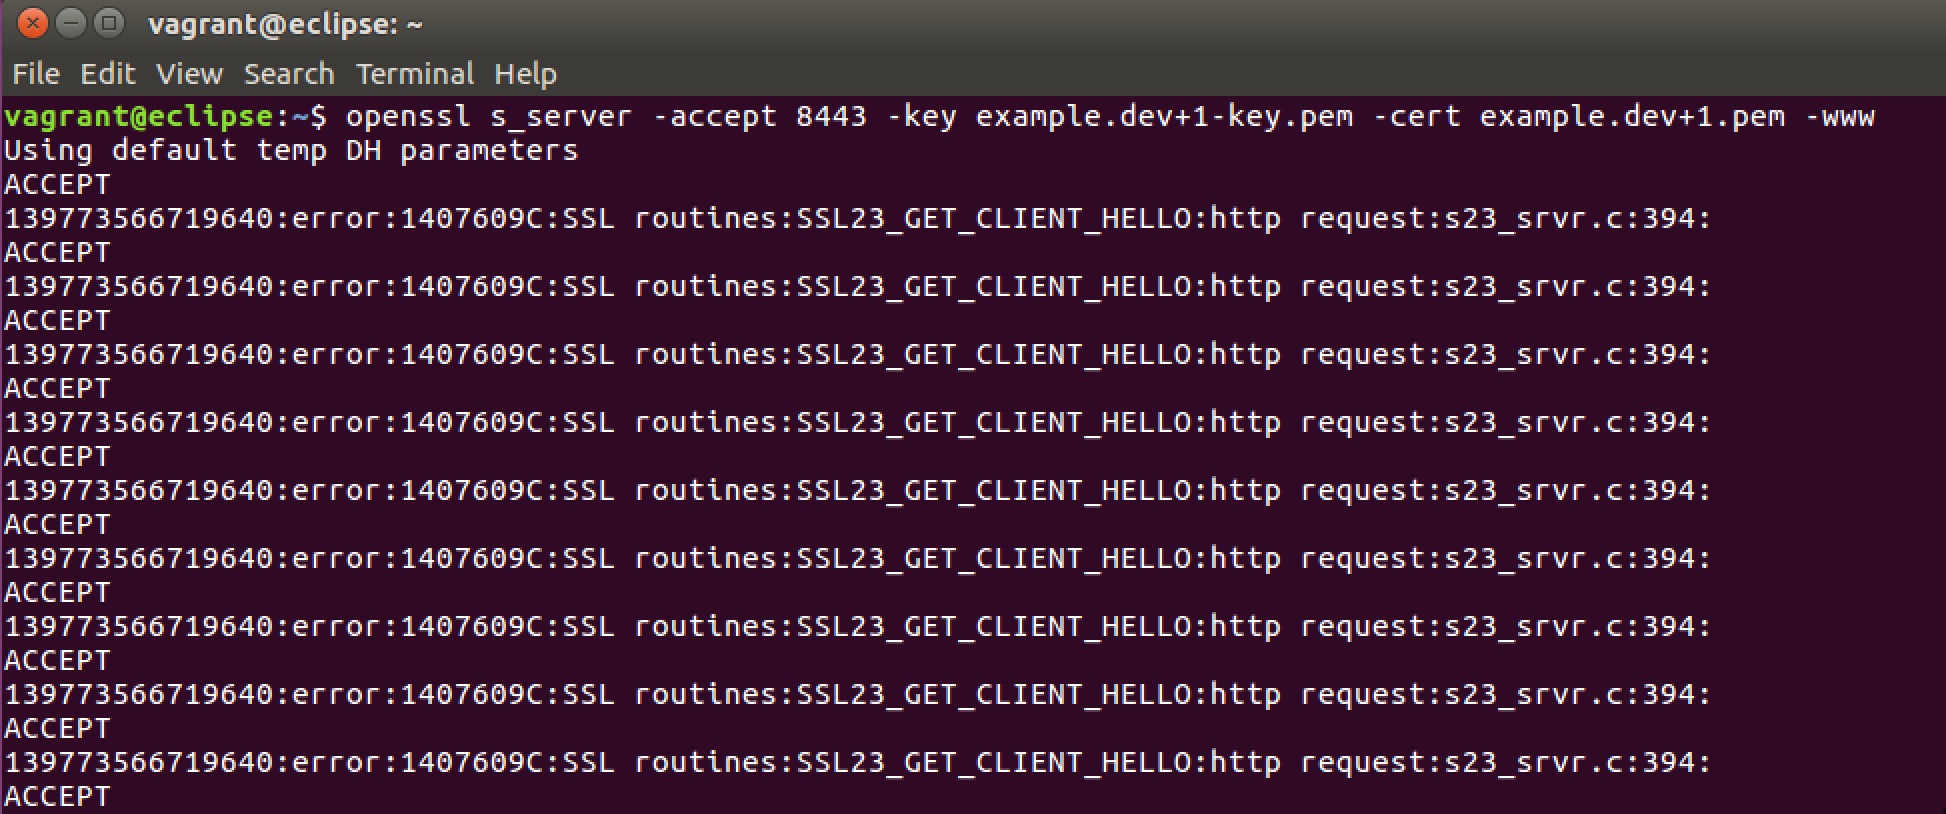 vagrant@eclipse: ~
File Edit View Search Terminal Help
vagrant@eclipse:~$ openssl s_server -accept 8443 -key example.dev+1-key.pem -cert example.dev+1.pem -www
Using default temp DH parameters
ACCEPT
139773566719640:error:1407609C:SSL routines:SSL23_GET_CLIENT_HELLO:http request:s23_srvr.c:394:
ACCEPT
139773566719640:error:1407609C:SSL routines:SSL23_GET_CLIENT_HELLO:http request:s23_srvr.c:394:
ACCEPT
139773566719640:error:1407609C:SSL routines:SSL23_GET_CLIENT_HELLO:http request:s23_srvr.c:394:
ACCEPT
139773566719640:error:1407609C:SSL routines:SSL23_GET_CLIENT_HELLO:http request:s23_srvr.c:394:
ACCEPT
139773566719640:error:1407609C:SSL routines:SSL23_GET_CLIENT_HELLO:http request:s23_srvr.c:394:
ACCEPT
139773566719640:error:1407609C:SSL routines:SSL23_GET_CLIENT_HELLO:http request:s23_srvr.c:394:
ACCEPT
139773566719640:error:1407609C:SSL routines:SSL23_GET_CLIENT_HELLO:http request:s23_srvr.c:394:
ACCEPT
139773566719640:error:1407609C:SSL routines:SSL23_GET_CLIENT_HELLO:http request:s23_srvr.c:394:
ACCEPT
139773566719640:error:1407609C:SSL routines:SSL23_GET_CLIENT_HELLO:http request:s23_srvr.c:394:
ACCEPT